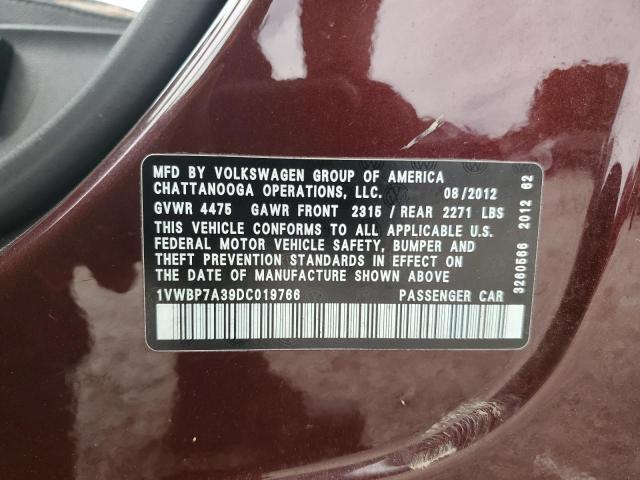 MFD BY VOLKSWAGEN GROUP OF AMERICA
CHATTANOOGA OPERATIONS, LLC. 08/2012
GVWR 4475 GAWR FRONT 2315 / REAR 2271 LBS
THIS VEHICLE CONFORMS TO ALL APPLICABLE U.S.
FEDERAL MOTOR VEHICLE SAFETY, BUMPER AND
THEFT PREVENTION STANDARDS IN EFFECT ON
THE DATE OF MANUFACTURE SHOWN ABOVE
1VWBP7A39DC019766 PASSENGER CAR
3260566 2012 62